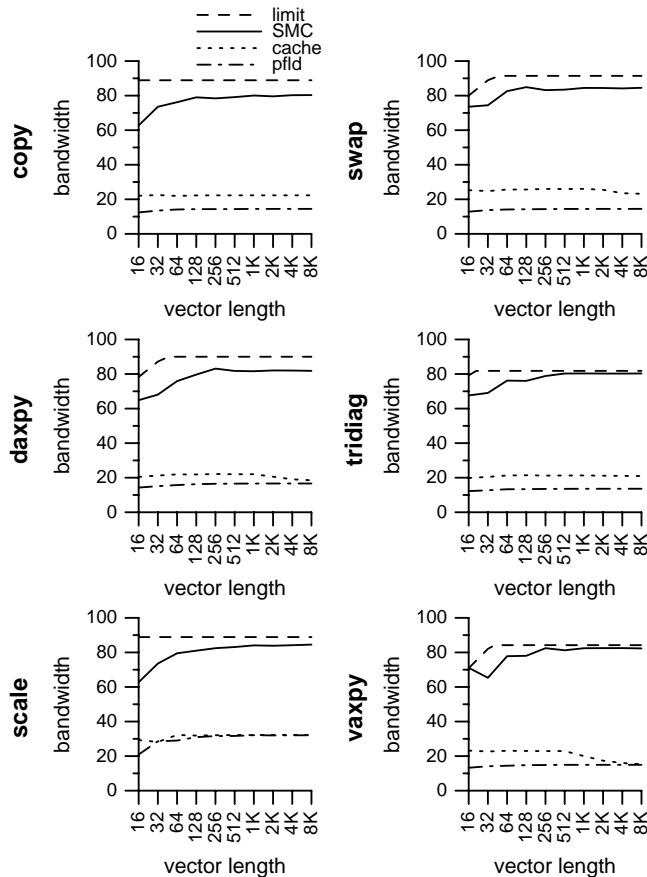 limit
SMC
cache
pfld
copy
bandwidth
100
80
60
40
20
0
16
32
64
128
256
512
1K
2K
4K
8K
vector length
swap
bandwidth
100
80
60
40
20
0
16
32
64
128
256
512
1K
2K
4K
8K
vector length
daxpy
bandwidth
100
80
60
40
20
0
16
32
64
128
256
512
1K
2K
4K
8K
vector length
tridiag
bandwidth
100
80
60
40
20
0
16
32
64
128
256
512
1K
2K
4K
8K
vector length
scale
bandwidth
100
80
60
40
20
0
16
32
64
128
256
512
1K
2K
4K
8K
vector length
vaxpy
bandwidth
100
80
60
40
20
0
16
32
64
128
256
512
1K
2K
4K
8K
vector length